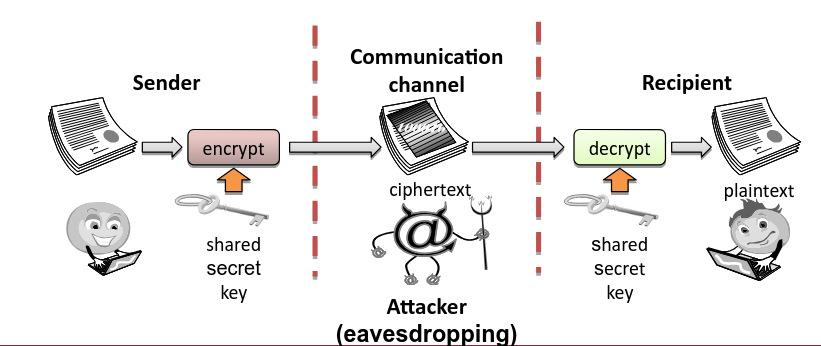 Communication
channel
Sender
Recipient
encrypt
decrypt
ciphertext
plaintext
shared
secret
key
@
shared
secret
key
Attacker
(eavesdropping)